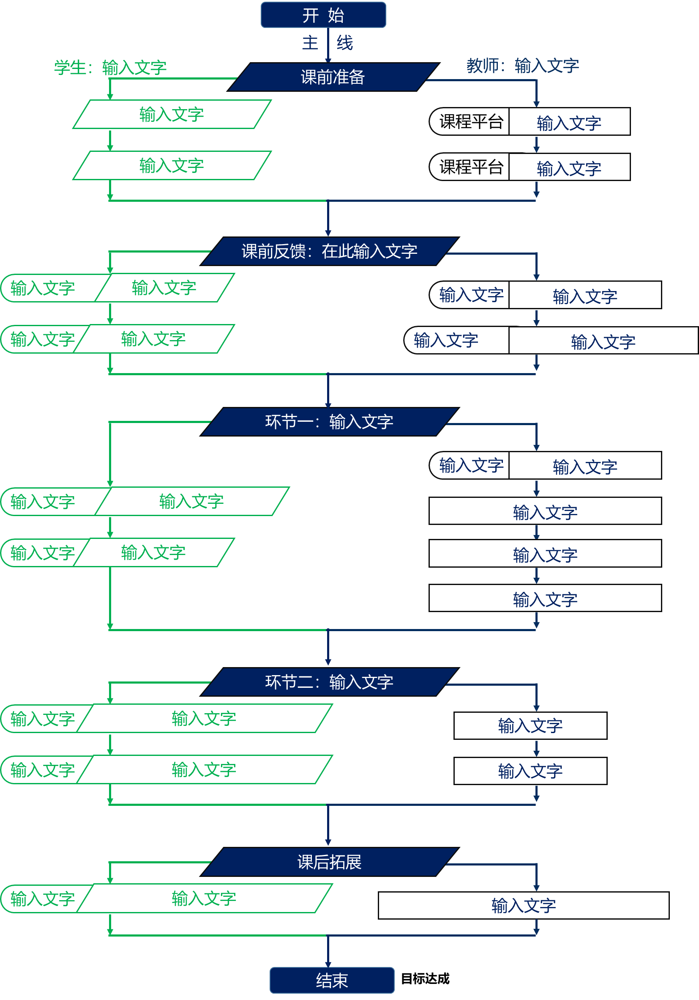 开 始
主 线
学生：输入文字
教师：输入文字
课前准备
输入文字
课程平台 输入文字
输入文字
课程平台 输入文字
课前反馈：在此输入文字
输入文字 输入文字
输入文字 输入文字
输入文字 输入文字
输入文字 输入文字
环节一：输入文字
输入文字 输入文字
输入文字 输入文字
输入文字
输入文字 输入文字
输入文字
输入文字
环节二：输入文字
输入文字 输入文字
输入文字
输入文字 输入文字
输入文字
课后拓展
输入文字 输入文字
输入文字
结束
目标达成